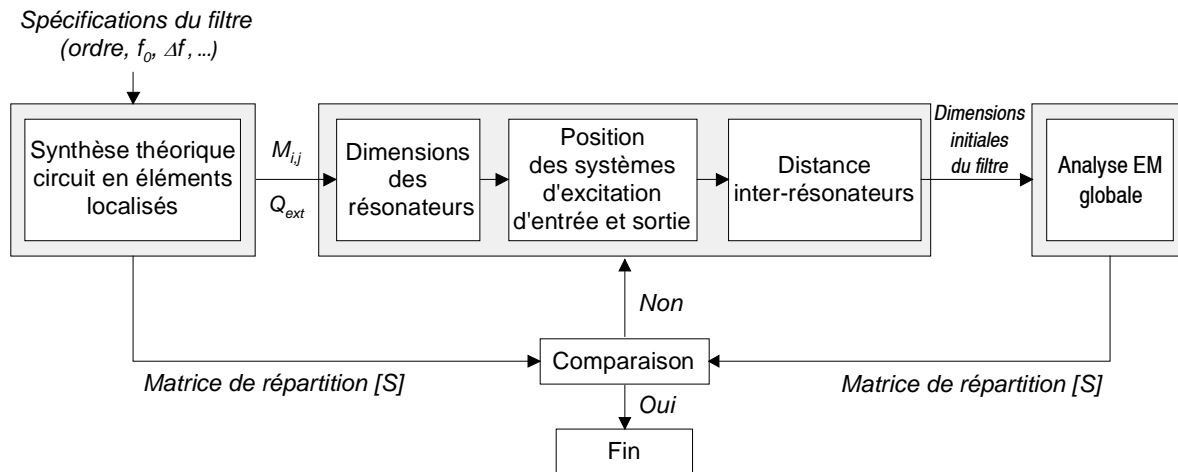 Spécifications du filtre
(ordre, f0, Δf, ...)
Synthèse théorique
circuit en éléments
localisés
Mi,j
Qext
Dimensions
des
résonateurs
Position
des systèmes
d'excitation
d'entrée et sortie
Distance
inter-résonateurs
Dimensions
initiales
du filtre
Analyse EM
globale
Non
Comparaison
Matrice de répartition [S]
Matrice de répartition [S]
Oui
Fin